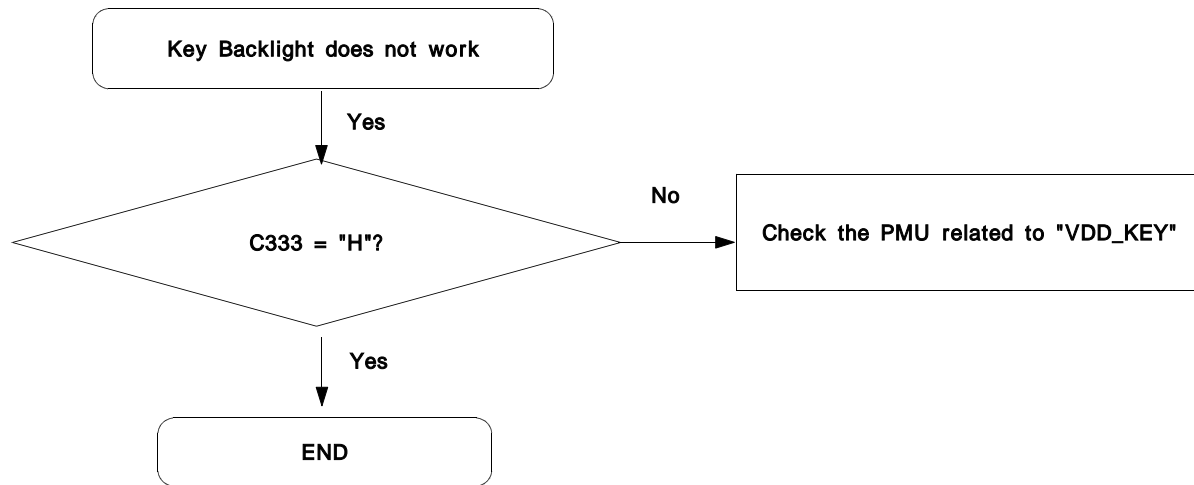 Key Backlight does not work
Yes
No
C333 = "H"?
Check the PMU related to "VDD_KEY"
Yes
END